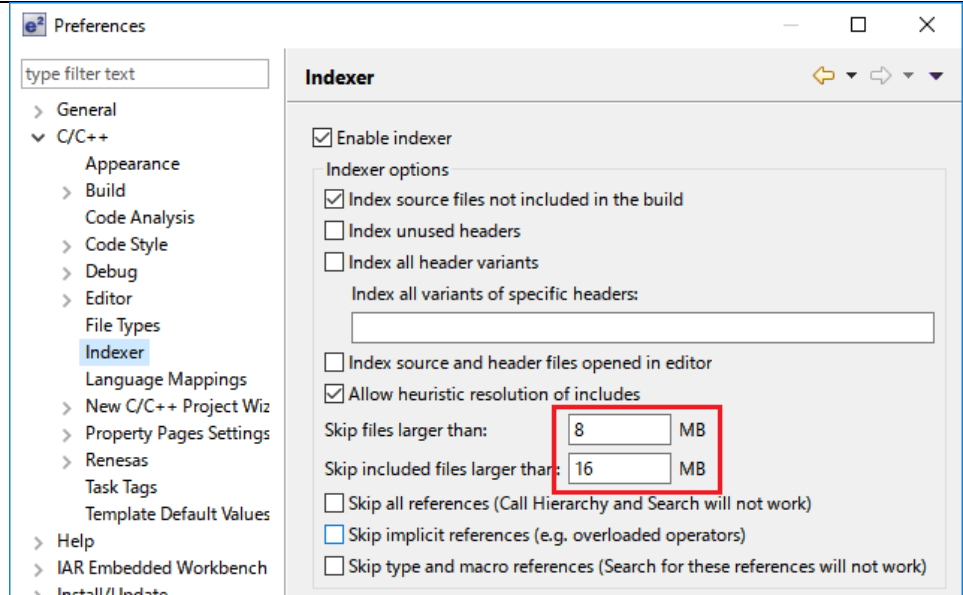 e² Preferences
type filter text
Indexer
General
C/C++
Appearance
Build
Code Analysis
Code Style
Debug
Editor
File Types
Indexer
Language Mappings
New C/C++ Project Wiz
Property Pages Settings
Renesas
Task Tags
Template Default Values
Help
IAR Embedded Workbench
Install/Update
Enable indexer
Indexer options
Index source files not included in the build
Index unused headers
Index all header variants
Index all variants of specific headers:
Index source and header files opened in editor
Allow heuristic resolution of includes
Skip files larger than: 8 MB
Skip included files larger than: 16 MB
Skip all references (Call Hierarchy and Search will not work)
Skip implicit references (e.g. overloaded operators)
Skip type and macro references (Search for these references will not work)